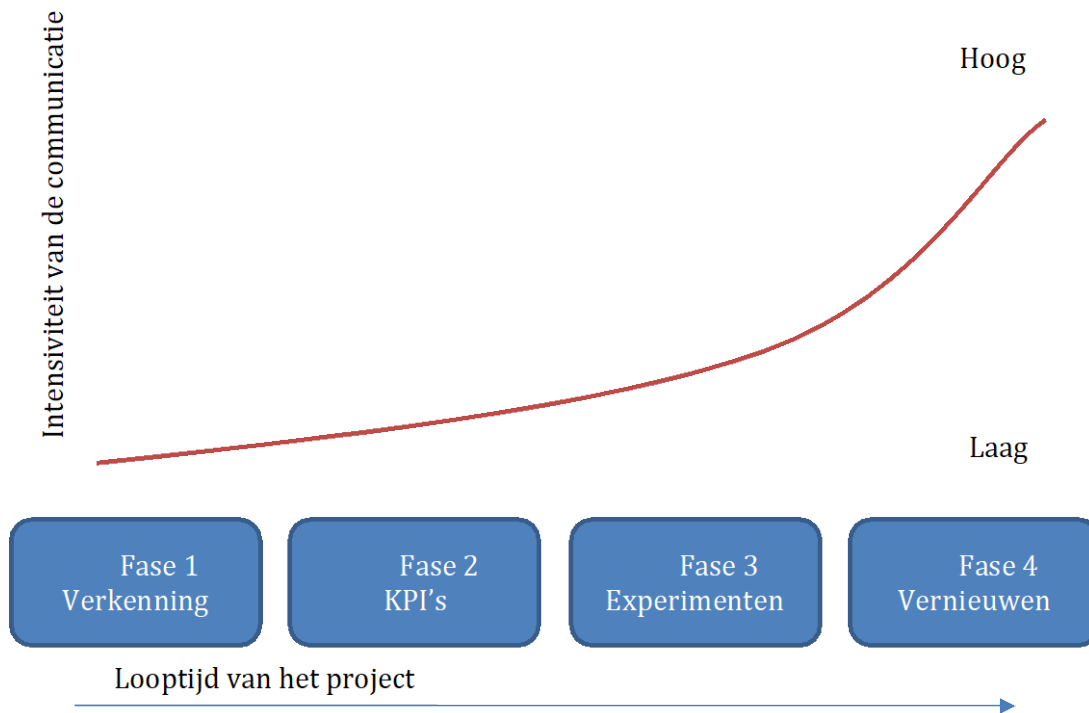 Intensiviteit van de communicatie
Hoog
Laag
Fase 1
Verkenning
Fase 2
KPI's
Fase 3
Experimenten
Fase 4
Vernieuwen
Looptijd van het project